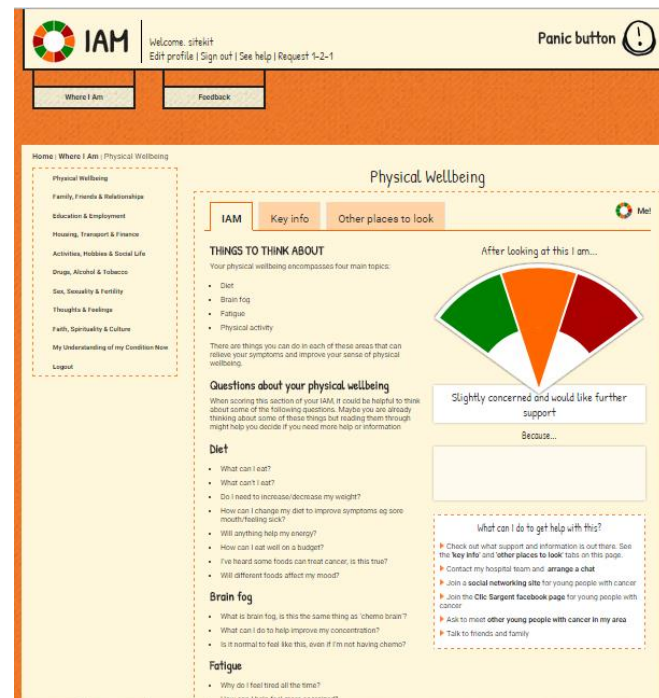 IAM
Welcome. sitekit
Edit profile | Sign out | See help | Request 1-2-1
Panic button
Where I Am
Feedback
Home | Where I Am | Physical Wellbeing
Physical Wellbeing
Family, Friends & Relationships
Education & Employment
Housing, Transport & Finance
Activities, Hobbies & Social Life
Drugs, Alcohol & Tobacco
Sex, Sexuality & Fertility
Thoughts & Feelings
Faith, Spirituality & Culture
My Understanding of my Condition Now
Logout
Physical Wellbeing
IAM
Key info
Other places to look
Me!
THINGS TO THINK ABOUT
Your physical wellbeing encompasses four main topics:
• Diet
• Brain fog
• Fatigue
• Physical activity
There are things you can do in each of these areas that can
relieve your symptoms and improve your sense of physical
wellbeing.
Questions about your physical wellbeing
When scoring this section of your IAM, it could be helpful to think
about some of the following questions. Maybe you are already
thinking about some of these things but reading them through
might help you decide if you need more help or information
Diet
• What can I eat?
• What can't I eat?
• Do I need to increase/decrease my weight?
• How can I change my diet to improve symptoms eg sore
mouth/feeling sick?
• Will anything help my energy?
• How can I eat well on a budget?
• I've heard some foods can treat cancer, is this true?
• Will different foods affect my mood?
Brain fog
• What is brain fog, is this the same thing as 'chemo brain'?
• What can I do to help improve my concentration?
• Is it normal to feel like this, even if I'm not having chemo?
Fatigue
• Why do I feel tired all the time?
After looking at this I am...
Slightly concerned and would like further
support
Because...
What can I do to get help with this?
Check out what support and information is out there. See
the 'key info' and 'other places to look' tabs on this page.
Contact my hospital team and arrange a chat
Join a social networking site for young people with cancer
Join the Clic Sargent facebook page for young people with
cancer
Ask to meet other young people with cancer in my area
Talk to friends and family